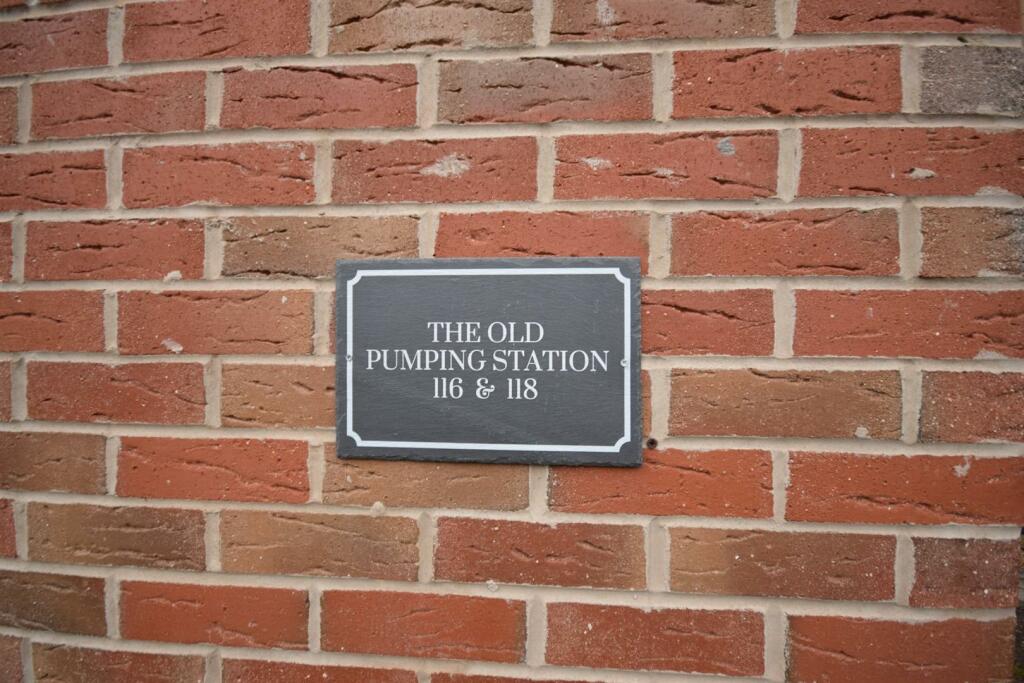 THE OLD
PUMPING STATION
116 & 118